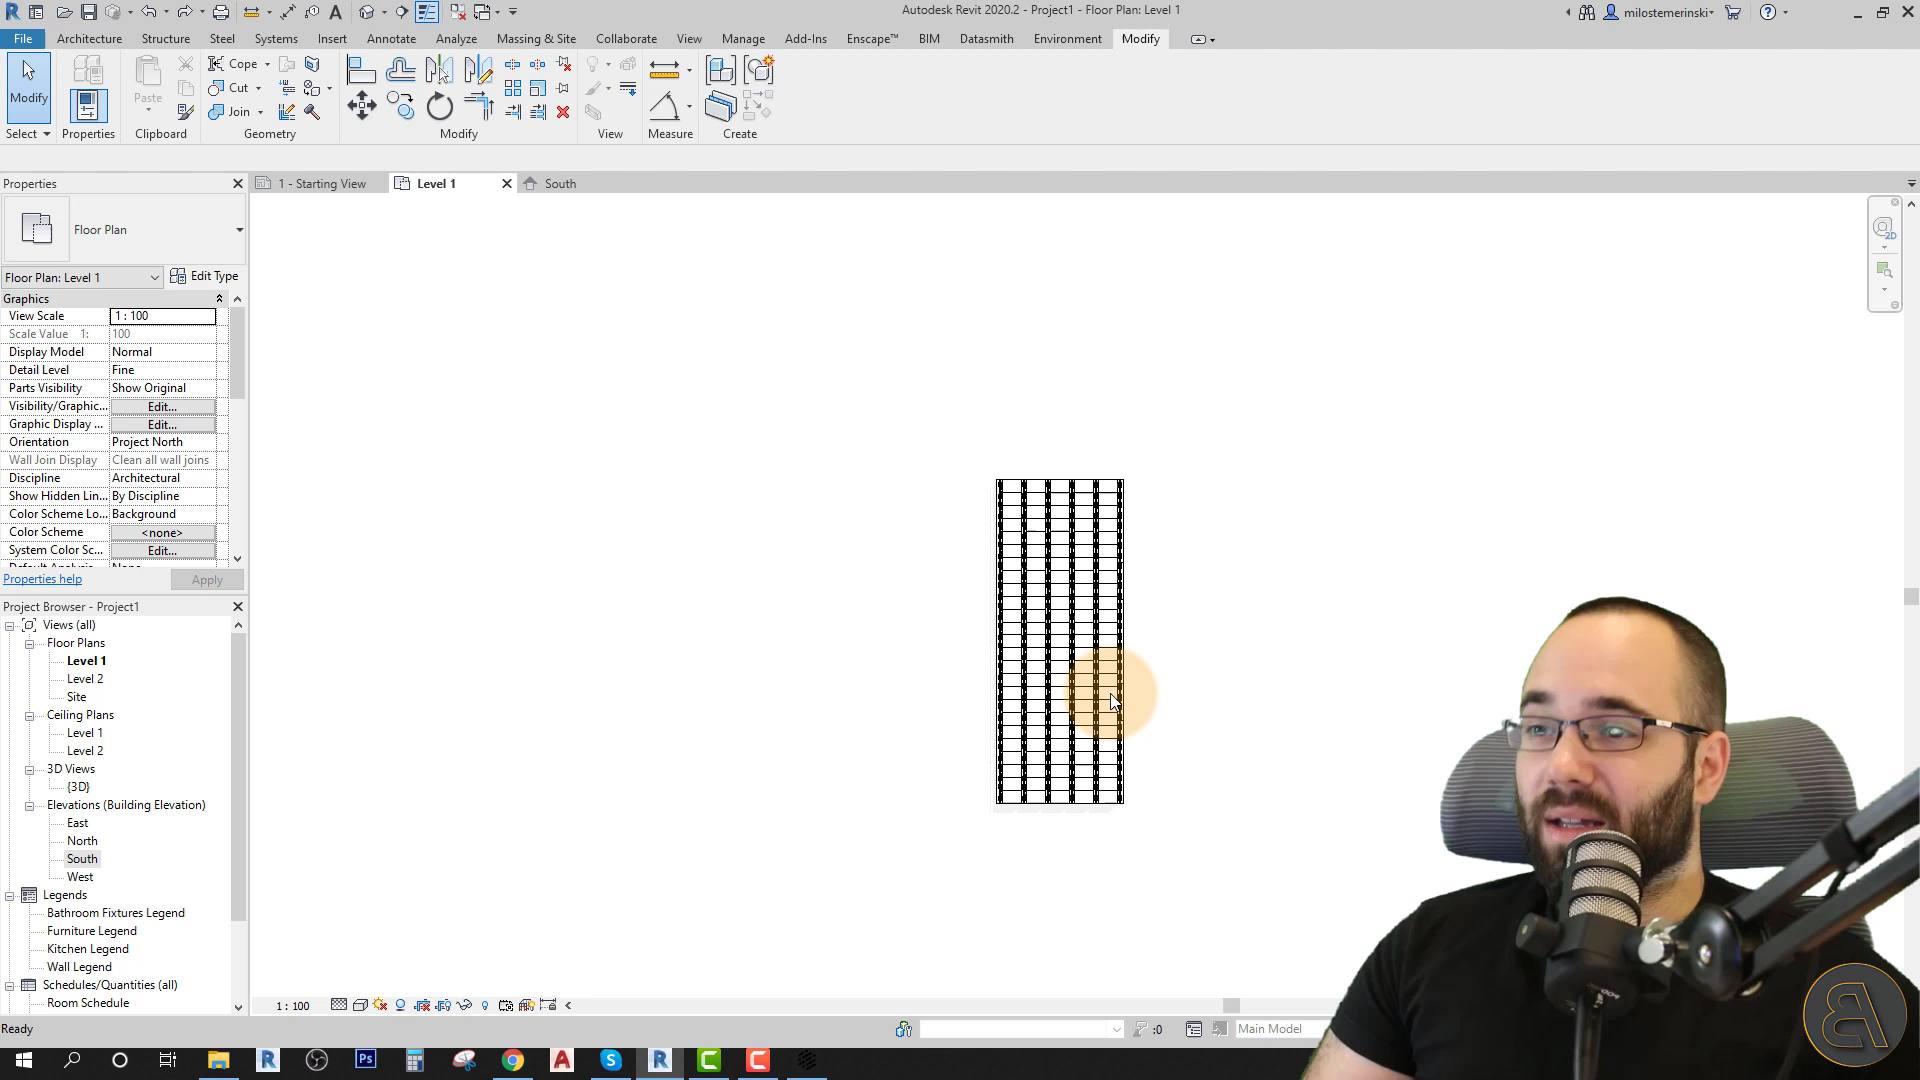 Autodesk Revit 2020.2 - Project1 - Floor Plan: Level 1
milostemerinski
File Architecture Structure Steel Systems Insert Annotate Analyze Massing & Site Collaborate View Manage Add-Ins Enscape™ BIM Datasmith Environment Modify
Modify
Paste
Cope
Cut
Join
Select Properties Clipboard Geometry Modify View Measure Create
Properties
1 - Starting View
Level 1
South
Floor Plan
Floor Plan: Level 1
Edit Type
Graphics
View Scale 1 : 100
Scale Value 1: 100
Display Model Normal
Detail Level Fine
Parts Visibility Show Original
Visibility/Graphic... Edit...
Graphic Display ... Edit...
Orientation Project North
Wall Join Display Clean all wall joins
Discipline Architectural
Show Hidden Lin... By Discipline
Color Scheme Lo... Background
Color Scheme <none>
System Color Sc... Edit...
Properties help
Apply
Project Browser - Project1
Views (all)
Floor Plans
Level 1
Level 2
Site
Ceiling Plans
Level 1
Level 2
3D Views
{3D}
Elevations (Building Elevation)
East
North
South
West
Legends
Bathroom Fixtures Legend
Furniture Legend
Kitchen Legend
Wall Legend
Schedules/Quantities (all)
Room Schedule
2D
1 : 100
Ready
:0
Main Model